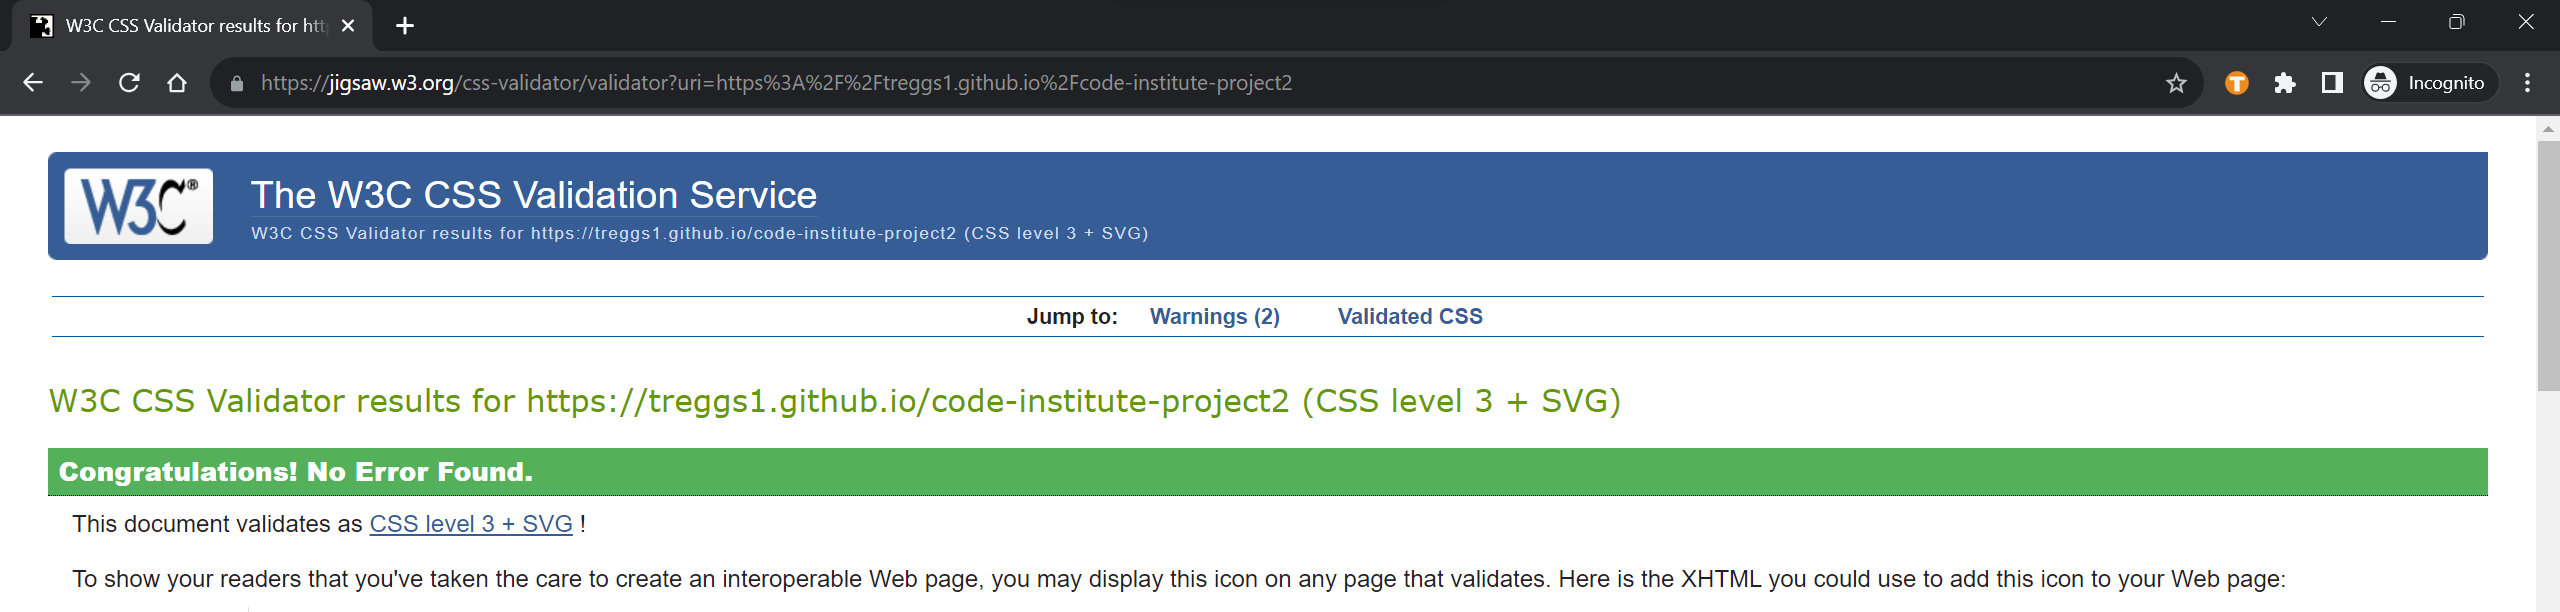 W3C CSS Validator results for htt
https://jigsaw.w3.org/css-validator/validator?uri=https%3A%2F%2Ftreggs1.github.io%2Fcode-institute-project2
Incognito
W3C®
The W3C CSS Validation Service
W3C CSS Validator results for https://treggs1.github.io/code-institute-project2 (CSS level 3 + SVG)
Jump to: Warnings (2) Validated CSS
W3C CSS Validator results for https://treggs1.github.io/code-institute-project2 (CSS level 3 + SVG)
Congratulations! No Error Found.
This document validates as CSS level 3 + SVG !
To show your readers that you've taken the care to create an interoperable Web page, you may display this icon on any page that validates. Here is the XHTML you could use to add this icon to your Web page: